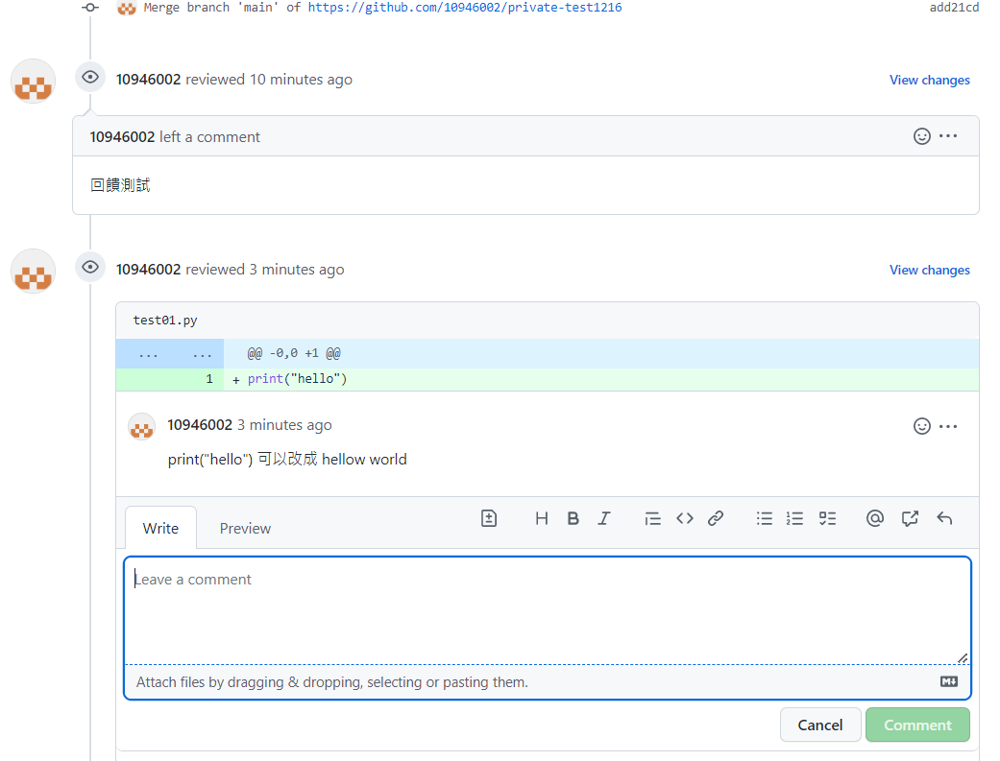 Merge branch 'main' of https://github.com/10946002/private-test1216 add21cd
10946002 reviewed 10 minutes ago View changes
10946002 left a comment
回饋測試
10946002 reviewed 3 minutes ago View changes
test01.py
... ... @@ -0,0 +1 @@
1 + print("hello")
10946002 3 minutes ago
print("hello") 可以改成 hellow world
Write Preview
Leave a comment
Attach files by dragging & dropping, selecting or pasting them.
Cancel Comment